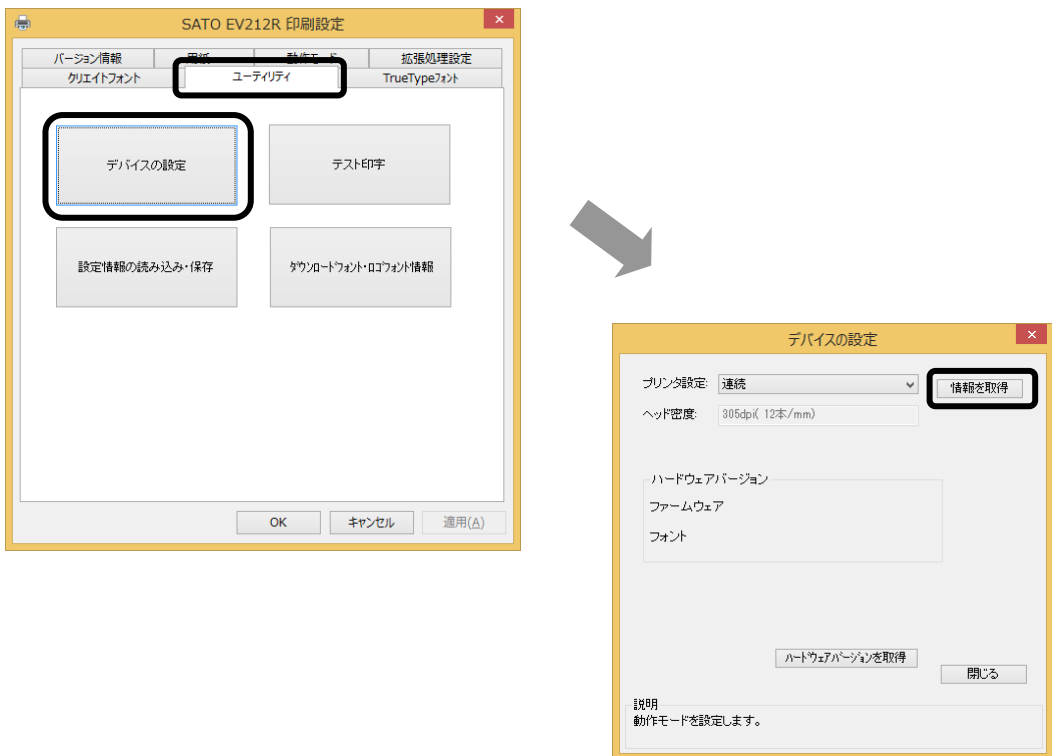 SATO EV212R 印刷設定
バージョン情報 用紙 動作モード 拡張処理設定
クリエイトフォント ユーティリティ TrueTypeフォント
デバイスの設定 テスト印字
設定情報の読み込み・保存 ダウンロードフォント・ロゴフォント情報
OK キャンセル 適用(A)
デバイスの設定
プリンタ設定: 連続 情報を取得
ヘッド密度: 305dpi( 12本/mm)
ハードウェアバージョン
ファームウェア
フォント
ハードウェアバージョンを取得
閉じる
説明
動作モードを設定します。